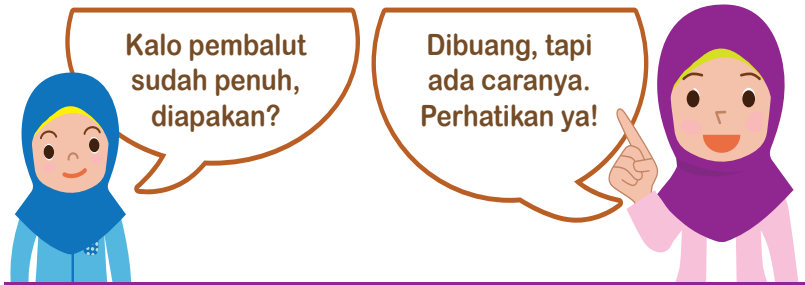 Kalo pembalut
sudah penuh,
diapakan?
Dibuang, tapi
ada caranya.
Perhatikan ya!